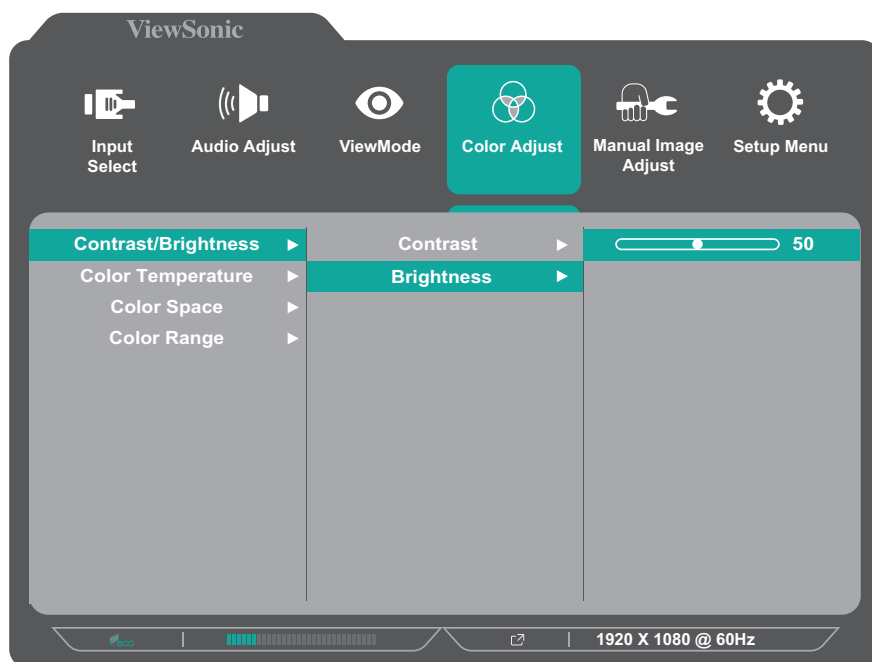 ViewSonic
Input
Select
Audio Adjust
ViewMode
Color Adjust
Manual Image
Adjust
Setup Menu
Contrast/Brightness
Contrast
50
Color Temperature
Brightness
Color Space
Color Range
eco
1920 X 1080 @ 60Hz